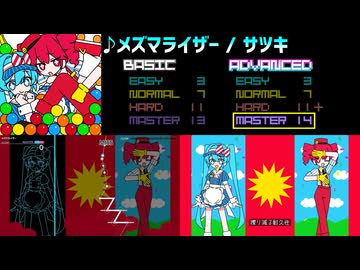 ♪メズマライザー / サツキ
BASIC ADVANCED
EASY 3 EASY 3
NORMAL 7 NORMAL 7
HARD 11 HARD 11+
MASTER 13 MASTER 14